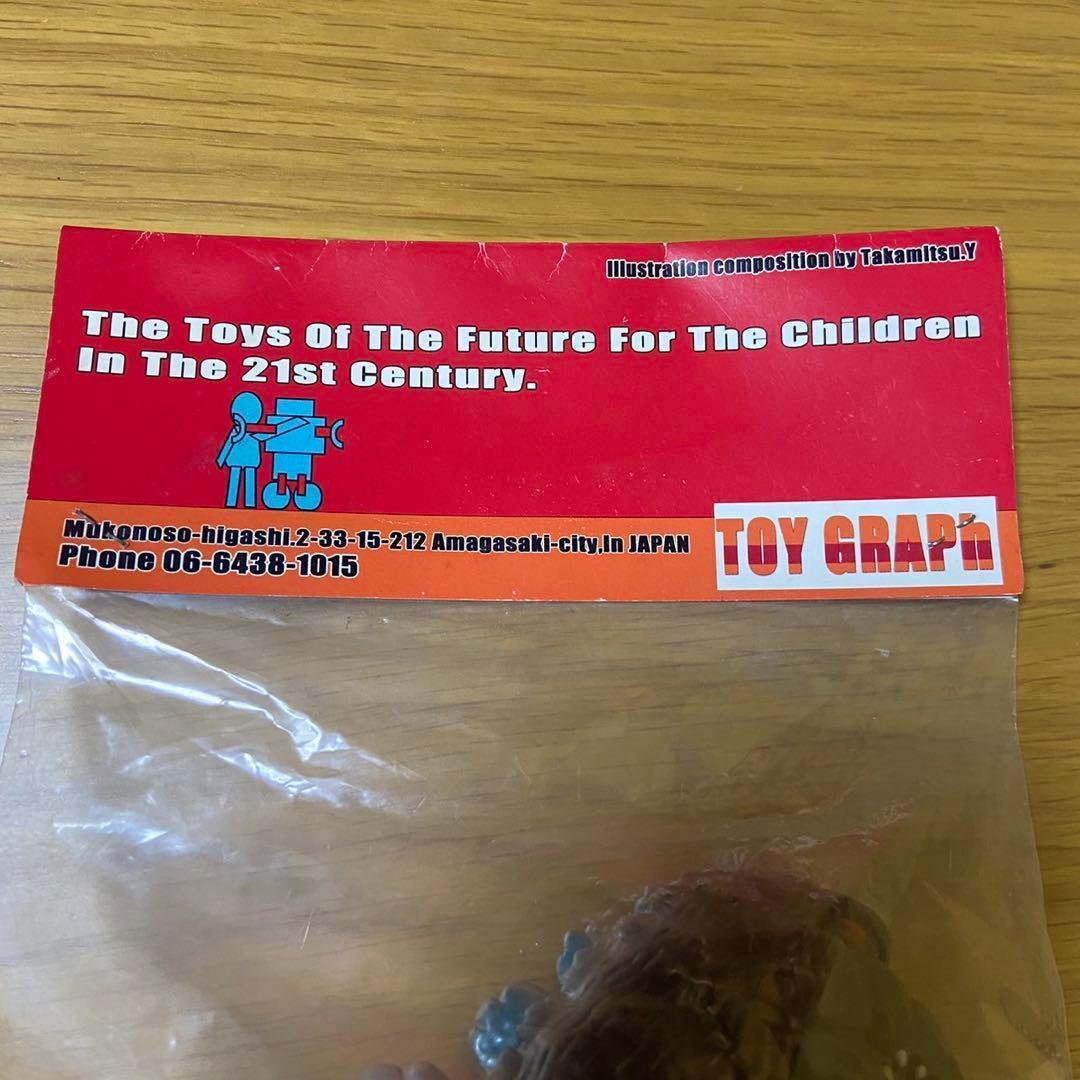 Illustration composition by Takamitsu.Y
The Toys Of The Future For The Children
In The 21st Century.
Mukonoso-higashi.2-33-15-212 Amagasaki-city,In JAPAN
Phone 06-6438-1015
TOY GRAPh